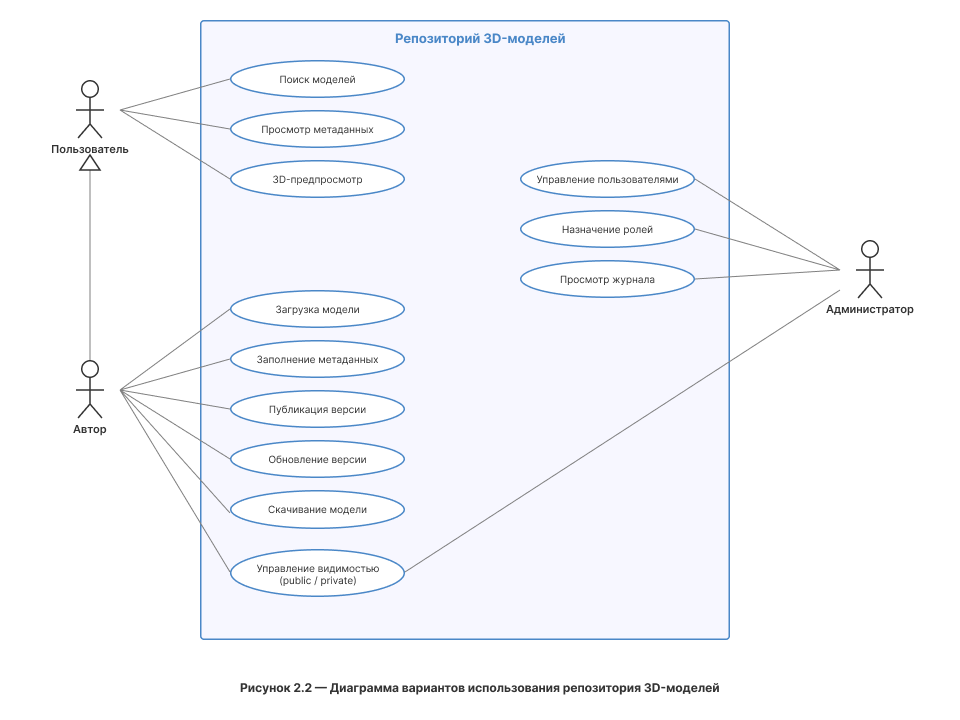 Репозиторий 3D-моделей
Поиск моделей
Просмотр метаданных
3D-предпросмотр
Пользователь
Управление пользователями
Назначение ролей
Просмотр журнала
Администратор
Загрузка модели
Заполнение метаданных
Публикация версии
Обновление версии
Скачивание модели
Управление видимостью
(public / private)
Автор
Рисунок 2.2 — Диаграмма вариантов использования репозитория 3D-моделей